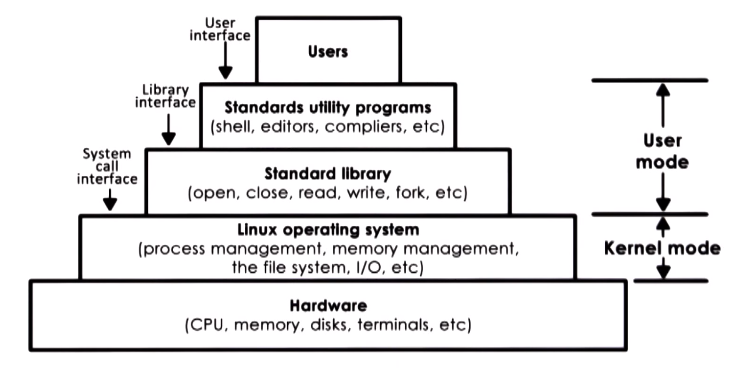 User
interface
Users
Library
interface
Standards utility programs
(shell, editors, compliers, etc)
System
call
interface
Standard library
(open, close, read, write, fork, etc)
User
mode
Linux operating system
(process management, memory management,
the file system, I/O, etc)
Kernel mode
Hardware
(CPU, memory, disks, terminals, etc)